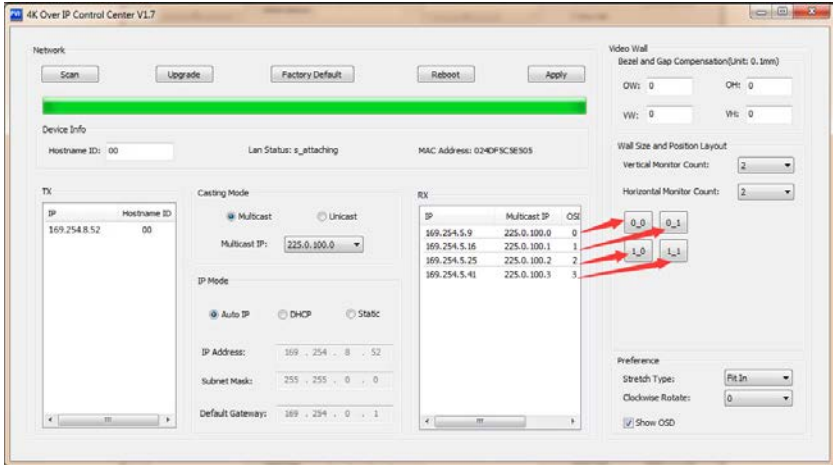 4K Over IP Control Center V1.7
Network
Scan
Upgrade
Factory Default
Reboot
Apply
Device Info
Hostname ID: 00
Lan Status: s_attaching
MAC Address: 024DF5C5E505
TX
IP Hostname ID
169.254.8.52 00
Casting Mode
Multicast
Unicast
Multicast IP: 225.0.100.0
IP Mode
Auto IP
DHCP
Static
IP Address: 169 . 254 . 8 . 52
Subnet Mask: 255 . 255 . 0 . 0
Default Gateway: 169 . 254 . 0 . 1
RX
IP Multicast IP OSI
169.254.5.9 225.0.100.0 0
169.254.5.16 225.0.100.1 1
169.254.5.25 225.0.100.2 2
169.254.5.41 225.0.100.3 3
Video Wall
Bezel and Gap Compensation(Unit: 0.1mm)
OW: 0 OH: 0
VW: 0 VH: 0
Wall Size and Position Layout
Vertical Monitor Count: 2
Horizontal Monitor Count: 2
0_0 0_1
1_0 1_1
Preference
Stretch Type: Fit In
Clockwise Rotate: 0
Show OSD